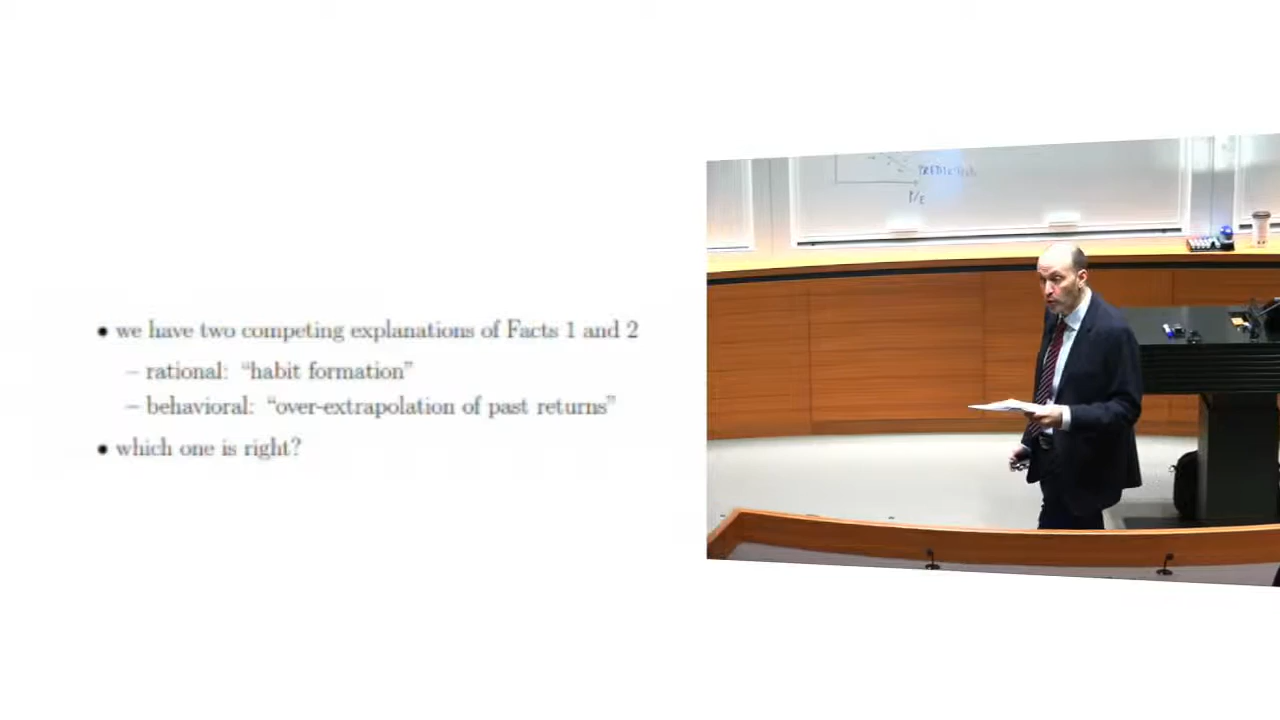 • we have two competing explanations of Facts 1 and 2
– rational: “habit formation”
– behavioral: “over-extrapolation of past returns”
• which one is right?
P/E